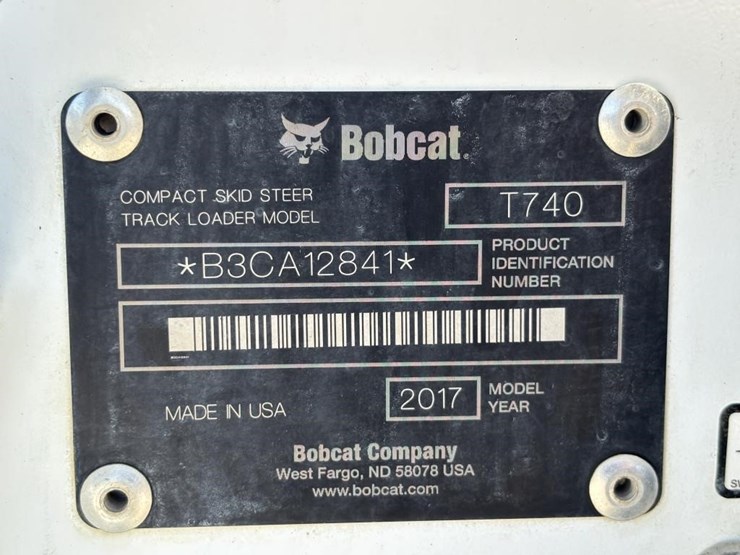 Bobcat
COMPACT SKID STEER
TRACK LOADER MODEL
T740
*B3CA12841*
PRODUCT
IDENTIFICATION
NUMBER
MADE IN USA
2017
MODEL
YEAR
Bobcat Company
West Fargo, ND 58078 USA
www.bobcat.com